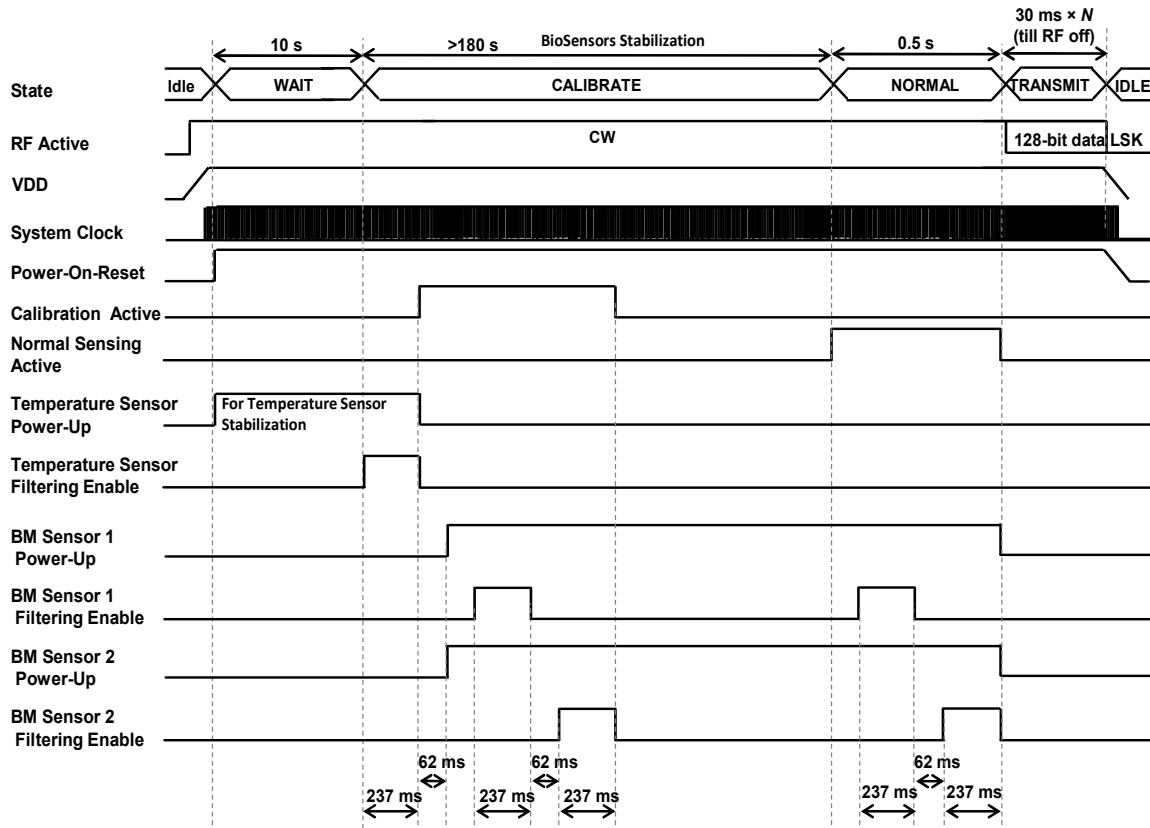 30 ms × N
(till RF off)
10 s
>180 s
BioSensors Stabilization
0.5 s
State
Idle
WAIT
CALIBRATE
NORMAL
TRANSMIT
IDLE
RF Active
CW
128-bit data LSK
VDD
System Clock
Power-On-Reset
Calibration Active
Normal Sensing
Active
Temperature Sensor
Power-Up
For Temperature Sensor
Stabilization
Temperature Sensor
Filtering Enable
BM Sensor 1
Power-Up
BM Sensor 1
Filtering Enable
BM Sensor 2
Power-Up
BM Sensor 2
Filtering Enable
62 ms
62 ms
62 ms
237 ms
237 ms
237 ms
237 ms
237 ms